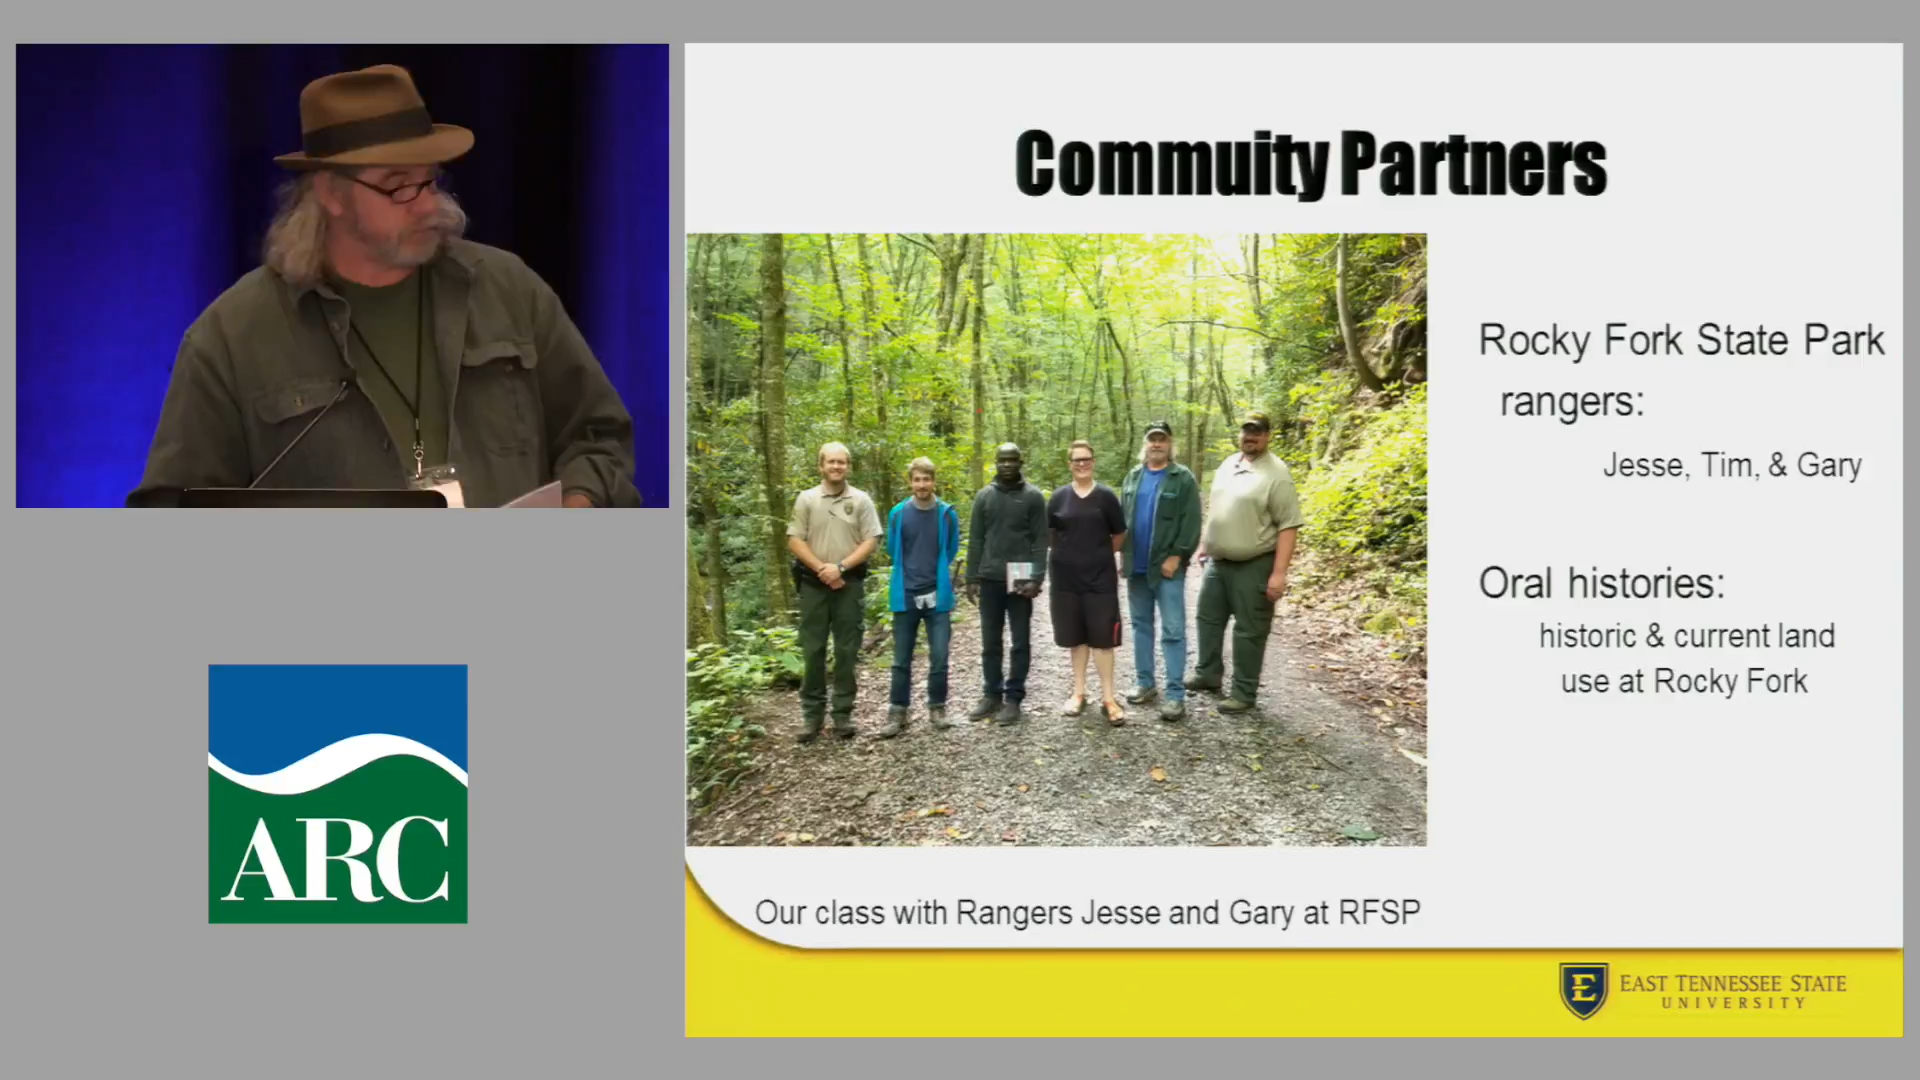 Commuity Partners
Rocky Fork State Park
rangers:
Jesse, Tim, & Gary
Oral histories:
historic & current land
use at Rocky Fork
ARC
Our class with Rangers Jesse and Gary at RFSP
E
EAST TENNESSEE STATE
UNIVERSITY